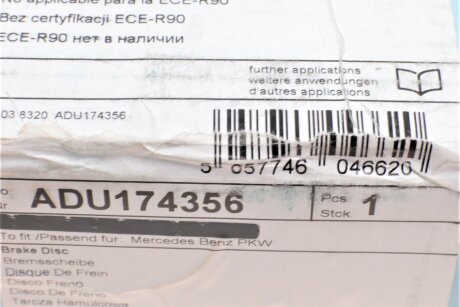 No applicable para la ECE-R90
Bez certyfikacji ECE-R90
ECE-R90 нет в наличии
further applications
weitere anwendungen
d'autres applications
03 8320 ADU174356
5 057746 046620
ADU174356
Pcs
Stck 1
To fit /Passend fur Mercedes Benz PKW
Brake Disc
Bremsscheibe
Disque De Frein
Disco Freno
Disco De Freno
Tarcza Hamulcowa